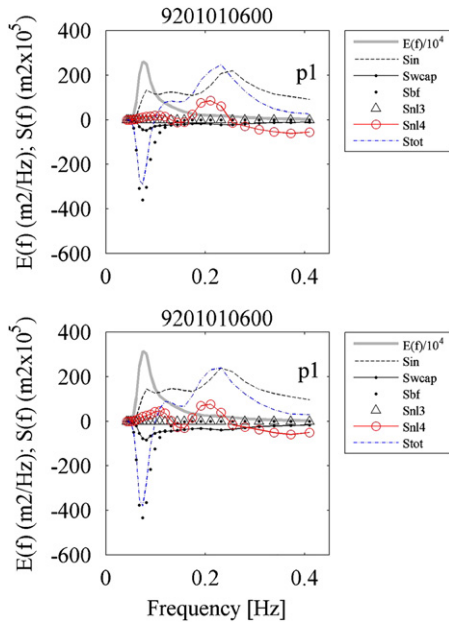 9201010600
E(f) (m2/Hz); S(f) (m2x10^5)
400
200
0
-200
-400
-600
0
0.2
0.4
p1
E(f)/10^4
Sin
Swcap
Sbf
Snl3
Snl4
Stot
9201010600
E(f) (m2/Hz); S(f) (m2x10^5)
400
200
0
-200
-400
-600
0
0.2
0.4
p1
Frequency [Hz]
E(f)/10^4
Sin
Swcap
Sbf
Snl3
Snl4
Stot